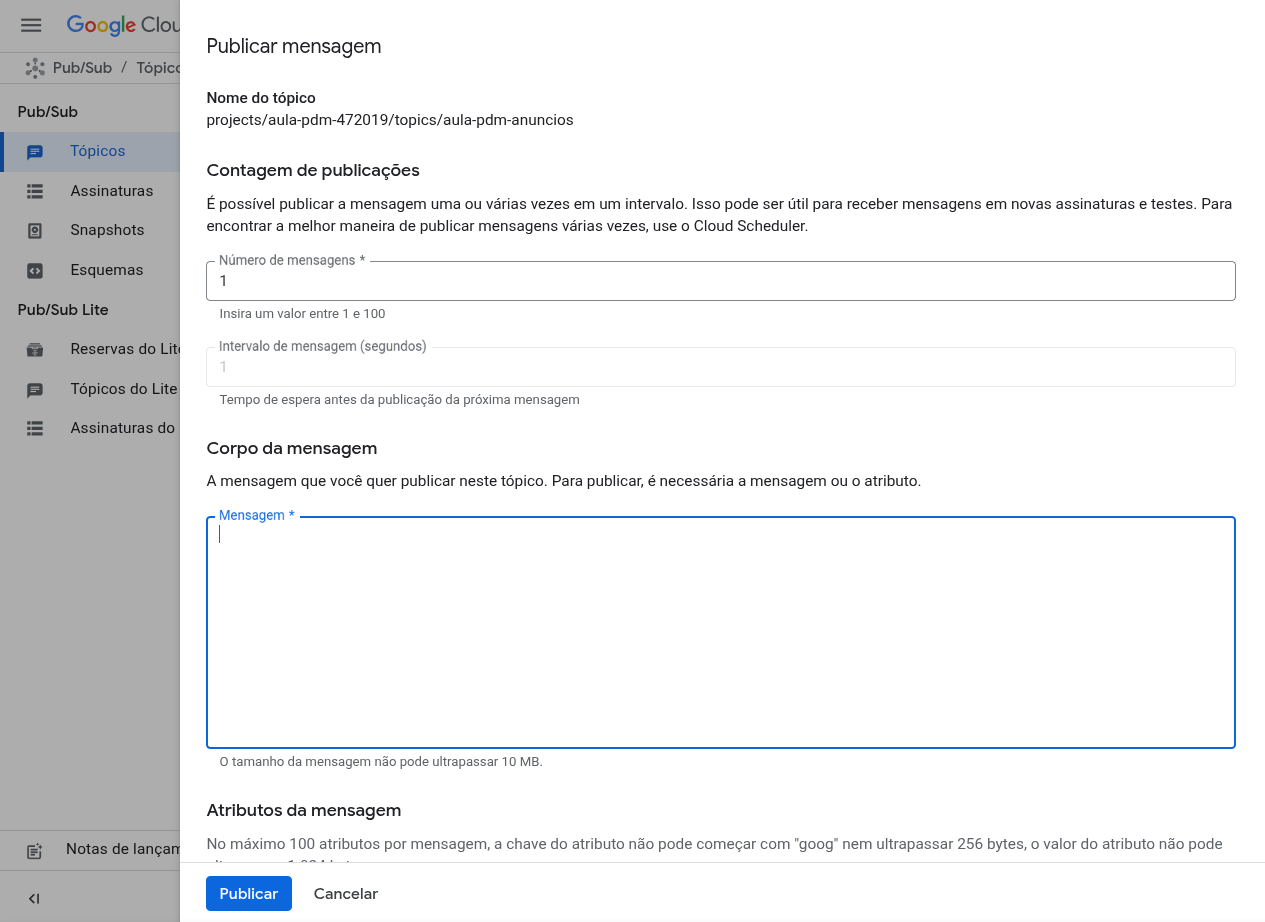 Google Clou
Pub/Sub / Tópico
Pub/Sub
Tópicos
Assinaturas
Snapshots
Esquemas
Pub/Sub Lite
Reservas do Lite
Tópicos do Lite
Assinaturas do
Notas de lançam
Publicar mensagem
Nome do tópico
projects/aula-pdm-472019/topics/aula-pdm-anuncios
Contagem de publicações
É possível publicar a mensagem uma ou várias vezes em um intervalo. Isso pode ser útil para receber mensagens em novas assinaturas e testes. Para
encontrar a melhor maneira de publicar mensagens várias vezes, use o Cloud Scheduler.
Número de mensagens *
1
Insira um valor entre 1 e 100
Intervalo de mensagem (segundos)
1
Tempo de espera antes da publicação da próxima mensagem
Corpo da mensagem
A mensagem que você quer publicar neste tópico. Para publicar, é necessária a mensagem ou o atributo.
Mensagem *
O tamanho da mensagem não pode ultrapassar 10 MB.
Atributos da mensagem
No máximo 100 atributos por mensagem, a chave do atributo não pode começar com "goog" nem ultrapassar 256 bytes, o valor do atributo não pode
Publicar Cancelar